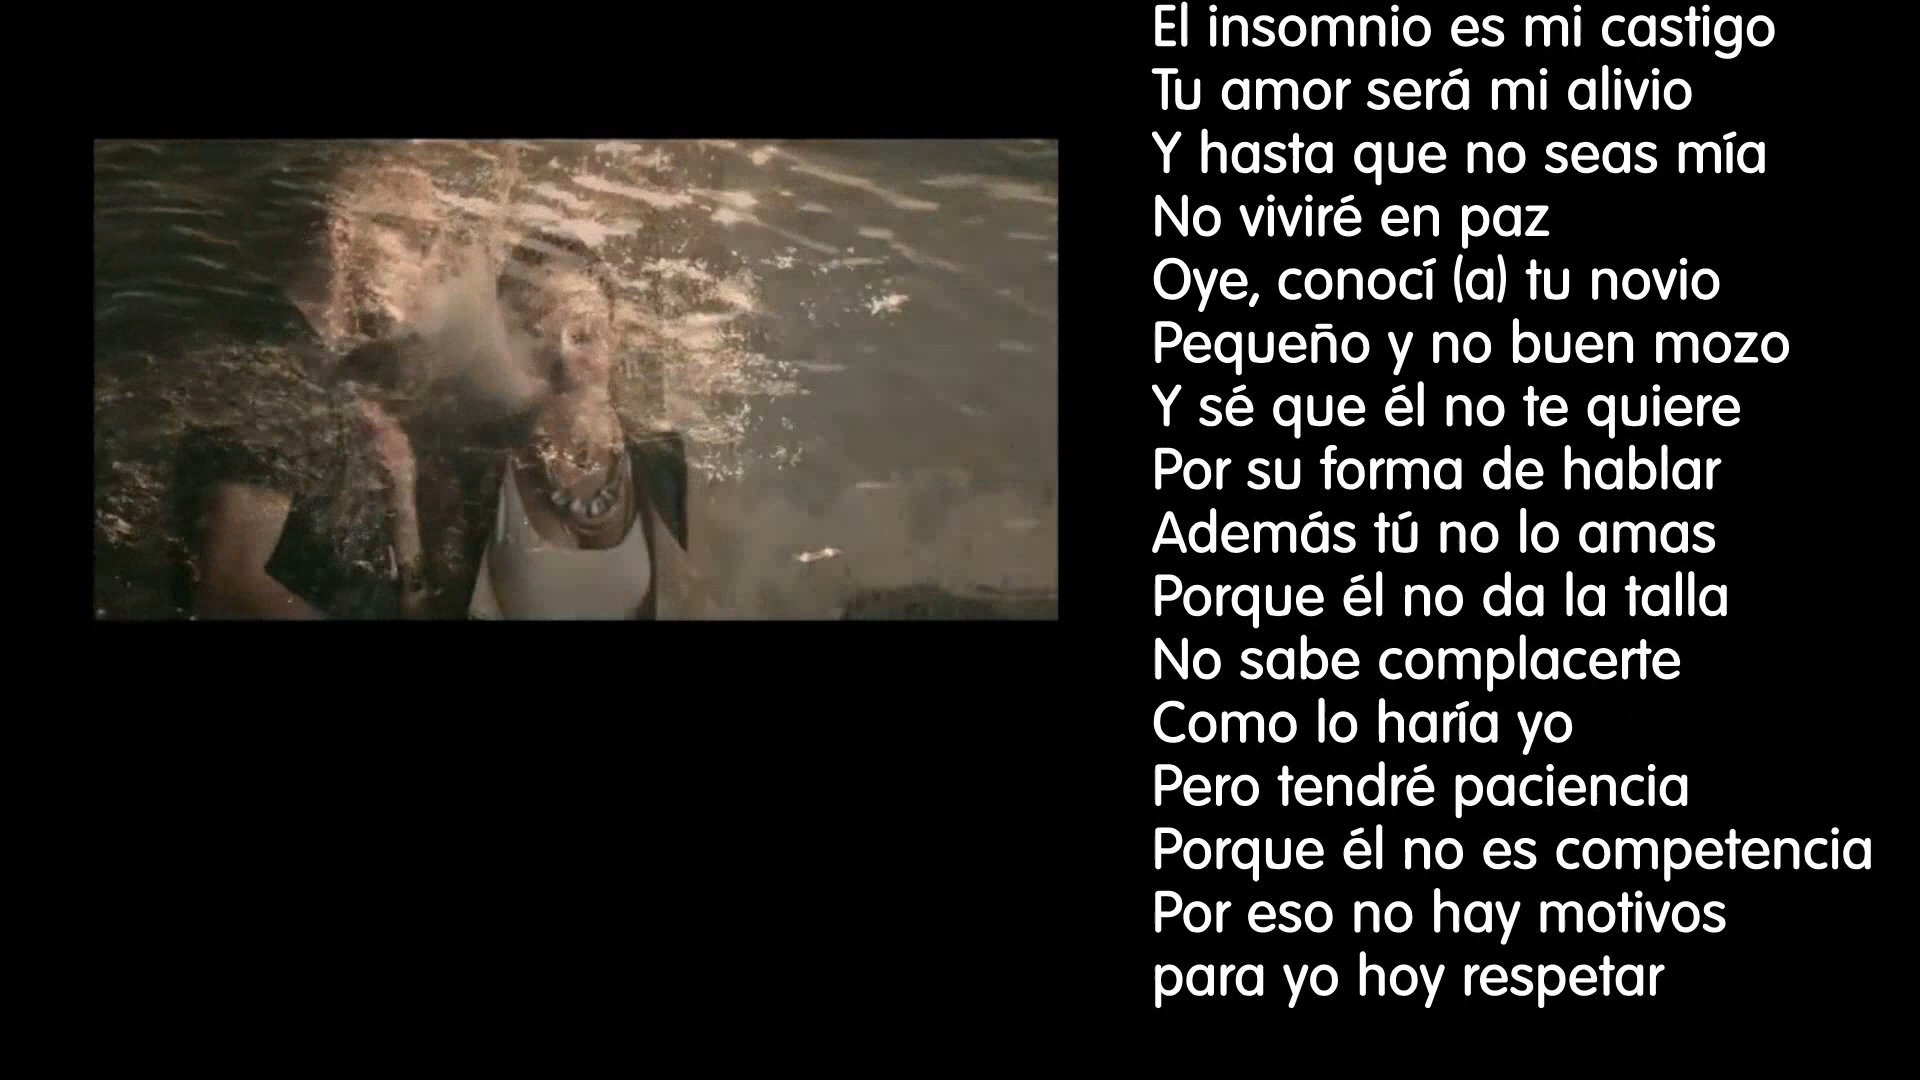 El insomnio es mi castigo
Tu amor será mi alivio
Y hasta que no seas mía
No viviré en paz
Oye, conocí (a) tu novio
Pequeño y no buen mozo
Y sé que él no te quiere
Por su forma de hablar
Además tú no lo amas
Porque él no da la talla
No sabe complacerte
Como lo haría yo
Pero tendré paciencia
Porque él no es competencia
Por eso no hay motivos
para yo hoy respetar